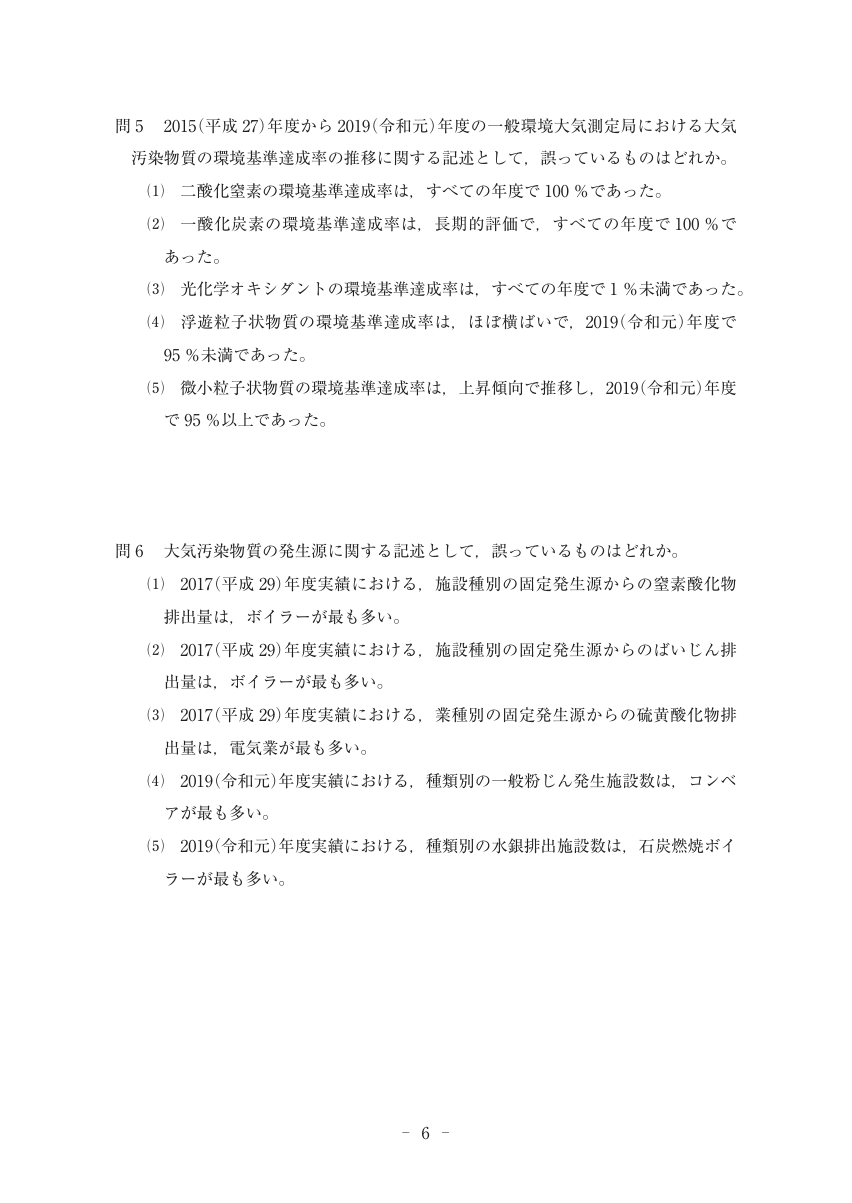 問5　2015(平成 27)年度から 2019(令和元)年度の一般環境大気測定局における大気
汚染物質の環境基準達成率の推移に関する記述として，誤っているものはどれか。
⑴　二酸化窒素の環境基準達成率は，すべての年度で 100 %であった。
⑵　一酸化炭素の環境基準達成率は，長期的評価で，すべての年度で 100 %で
あった。
⑶　光化学オキシダントの環境基準達成率は，すべての年度で 1 %未満であった。
⑷　浮遊粒子状物質の環境基準達成率は，ほぼ横ばいで，2019(令和元)年度で
95 %未満であった。
⑸　微小粒子状物質の環境基準達成率は，上昇傾向で推移し，2019(令和元)年度
で 95 %以上であった。
問6　大気汚染物質の発生源に関する記述として，誤っているものはどれか。
⑴　2017(平成 29)年度実績における，施設種別の固定発生源からの窒素酸化物
排出量は，ボイラーが最も多い。
⑵　2017(平成 29)年度実績における，施設種別の固定発生源からのばいじん排
出量は，ボイラーが最も多い。
⑶　2017(平成 29)年度実績における，業種別の固定発生源からの硫黄酸化物排
出量は，電気業が最も多い。
⑷　2019(令和元)年度実績における，種類別の一般粉じん発生施設数は，コンベ
アが最も多い。
⑸　2019(令和元)年度実績における，種類別の水銀排出施設数は，石炭燃焼ボイ
ラーが最も多い。
－ 6 －